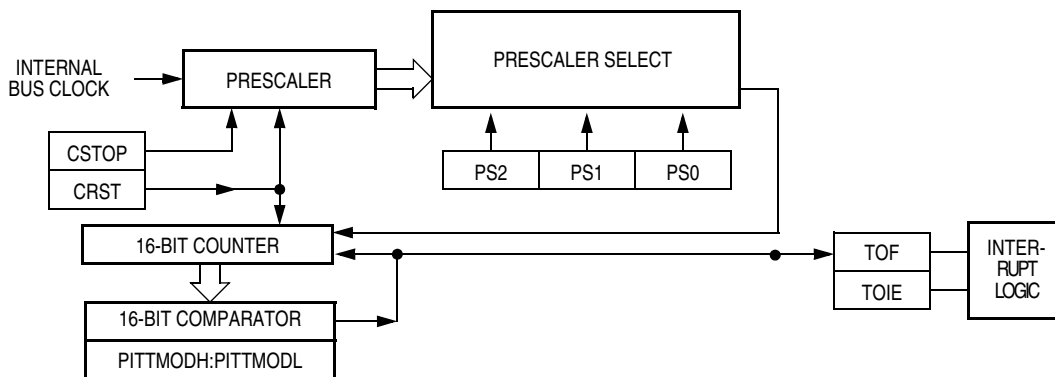 INTERNAL
BUS CLOCK
PRESCALER
PRESCALER SELECT
CSTOP
CRST
PS2
PS1
PS0
16-BIT COUNTER
16-BIT COMPARATOR
PITTMODH:PITTMODL
TOF
TOIE
INTER-
RUPT
LOGIC